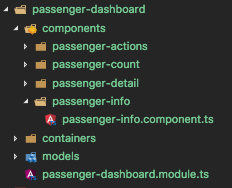 passenger-dashboard
components
passenger-actions
passenger-count
passenger-detail
passenger-info
passenger-info.component.ts
containers
models
passenger-dashboard.module.ts